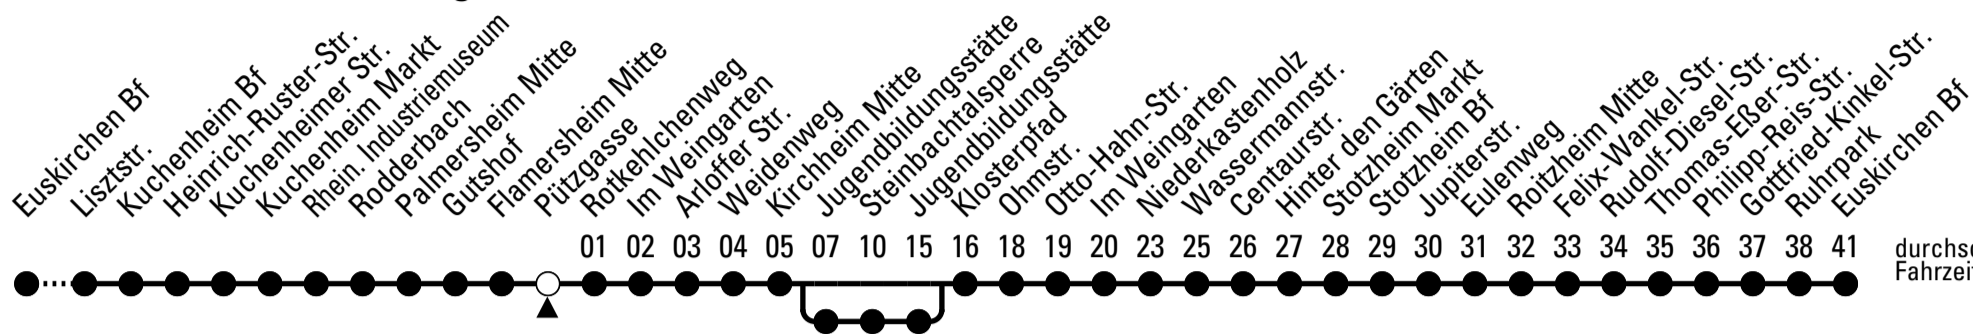 Euskirchen Bf
Lisztstr.
Kuchenheim Bf
Heinrich-Ruster-Str.
Kuchenheimer Str.
Kuchenheim Markt
Rhein. Industriemuseum
Rodderbach
Palmersheim Mitte
Gutshof
Flamersheim Mitte
Pützgasse
Rotkehlchenweg
Im Weingarten
Arloffer Str.
Weidenweg
Kirchheim Mitte
Jugendbildungsstätte
Steinbachtalsperre
Jugendbildungsstätte
Klosterpfad
Ohmstr.
Otto-Hahn-Str.
Im Weingarten
Niederkastenholz
Wassermannstr.
Centaurstr.
Hinter den Gärten
Stotzheim Markt
Stotzheim Bf
Jupiterstr.
Eulenweg
Roitzheim Mitte
Felix-Wankel-Str.
Rudolf-Diesel-Str.
Thomas-Eßer-Str.
Philipp-Reis-Str.
Gottfried-Kinkel-Str.
Ruhrpark
Euskirchen Bf
01 02 03 04 05 07 10 15 16 18 19 20 23 25 26 27 28 29 30 31 32 33 34 35 36 37 38 41
durchsc
Fahrzeit